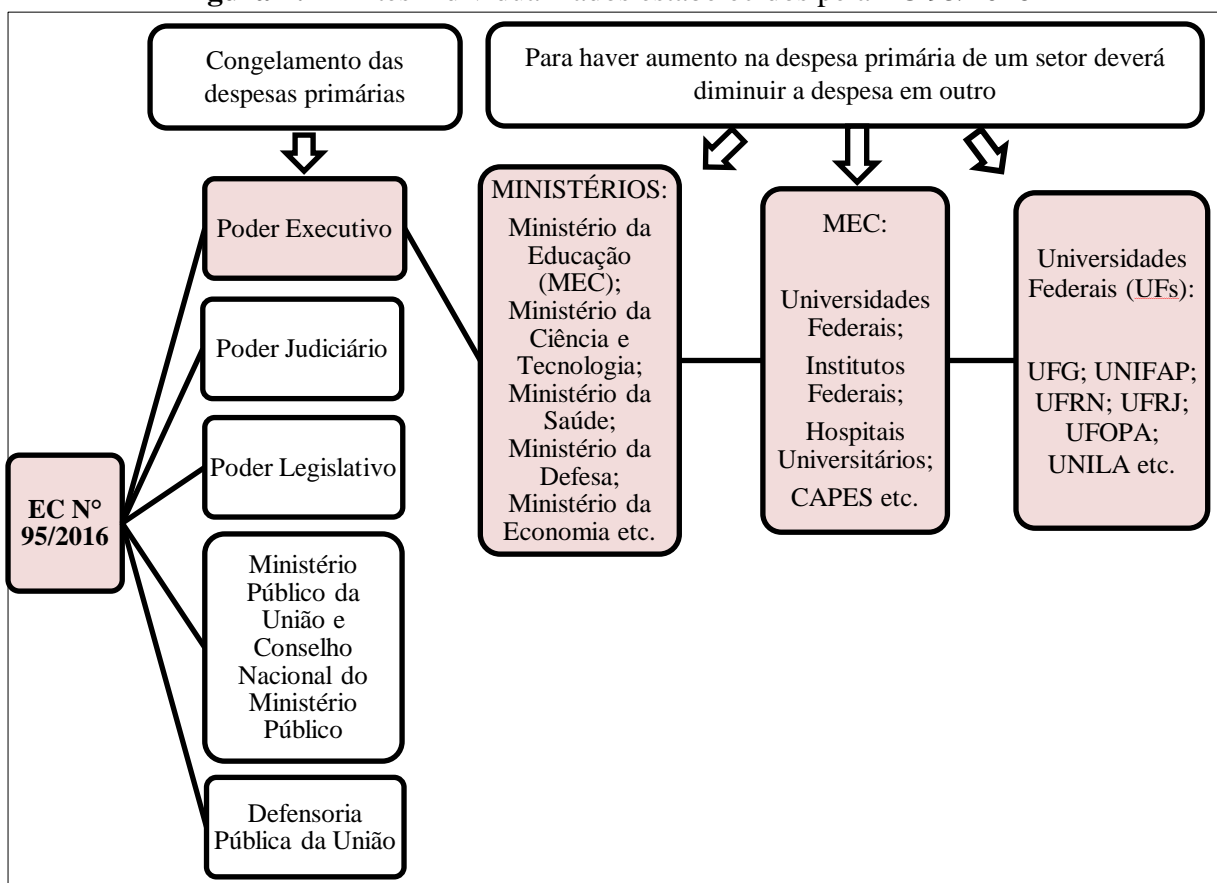 Congelamento das
despesas primárias
Para haver aumento na despesa primária de um setor deverá
diminuir a despesa em outro
Poder Executivo
Poder Judiciário
Poder Legislativo
EC N°
95/2016
Ministério
Público da
União e
Conselho
Nacional do
Ministério
Público
Defensoria
Pública da União
MINISTÉRIOS:
Ministério da
Educação
(MEC);
Ministério da
Ciência e
Tecnologia;
Ministério da
Saúde;
Ministério da
Defesa;
Ministério da
Economia etc.
MEC:
Universidades
Federais;
Institutos
Federais;
Hospitais
Universitários;
CAPES etc.
Universidades
Federais (UFs):
UFG; UNIFAP;
UFRN; UFRJ;
UFOPA;
UNILA etc.